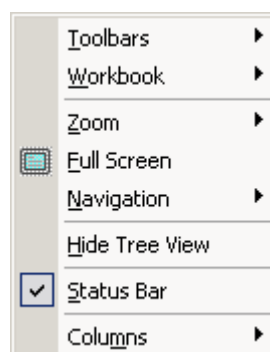 Toolbars
Workbook
Zoom
Full Screen
Navigation
Hide Tree View
Status Bar
Columns